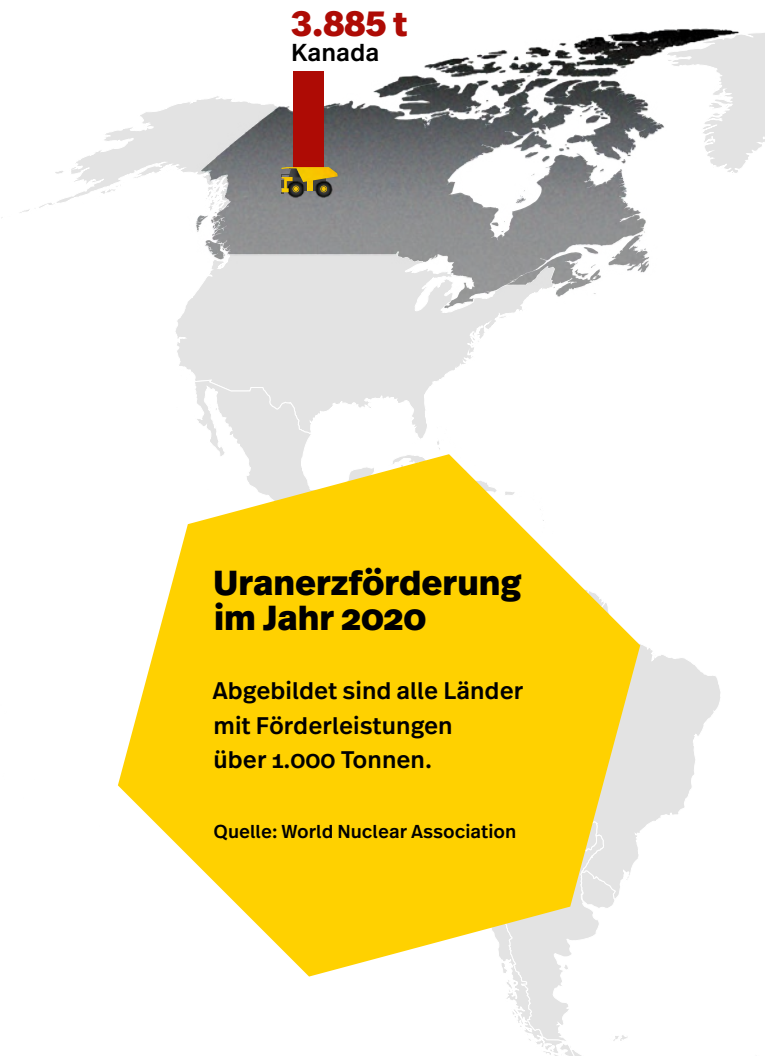 3.885 t
Kanada
Uranerzförderung
im Jahr 2020
Abgebildet sind alle Länder
mit Förderleistungen
über 1.000 Tonnen.
Quelle: World Nuclear Association